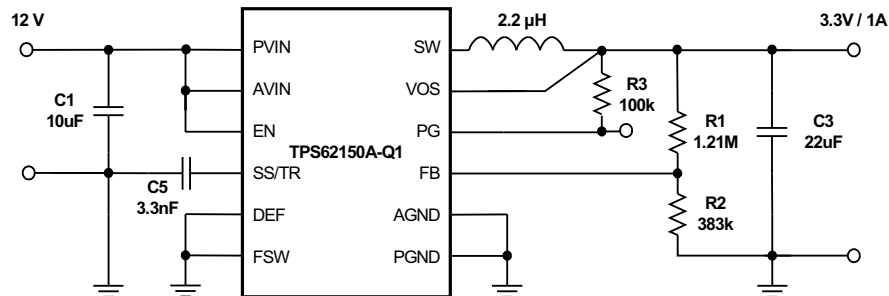 12 V
2.2 µH
3.3V / 1A
PVIN
SW
AVIN
VOS
C1
10uF
R3
100k
EN
PG
R1
1.21M
C3
22uF
TPS62150A-Q1
SS/TR
FB
C5
3.3nF
R2
383k
DEF
AGND
FSW
PGND